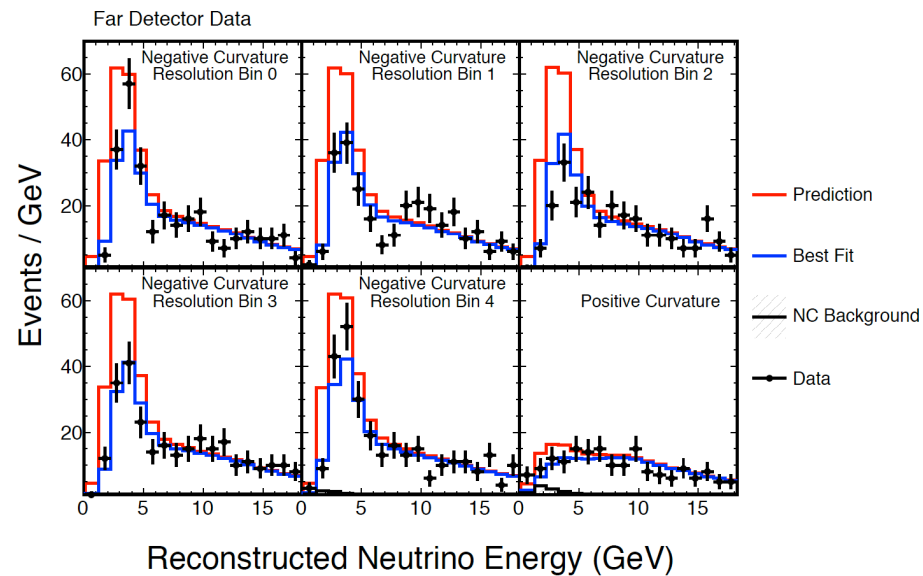 Far Detector Data
Negative Curvature
Resolution Bin 0
Negative Curvature
Resolution Bin 1
Negative Curvature
Resolution Bin 2
60
40
20
Negative Curvature
Resolution Bin 3
Negative Curvature
Resolution Bin 4
Positive Curvature
60
40
20
0 5 10 15 0 5 10 15 0 5 10 15
Events / GeV
Reconstructed Neutrino Energy (GeV)
Prediction
Best Fit
NC Background
Data